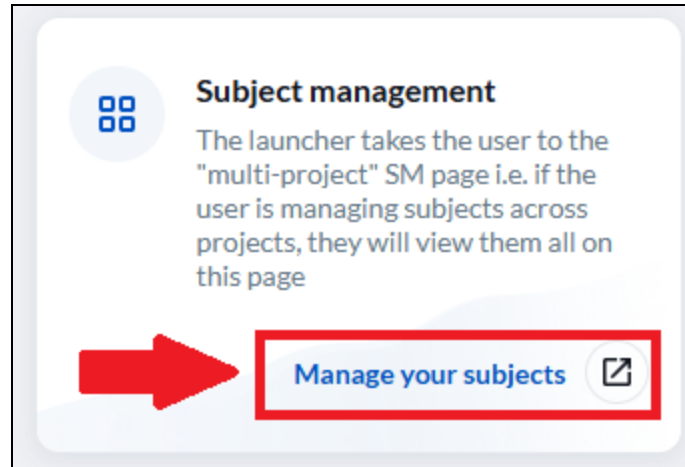 Subject management
The launcher takes the user to the
"multi-project" SM page i.e. if the
user is managing subjects across
projects, they will view them all on
this page
Manage your subjects